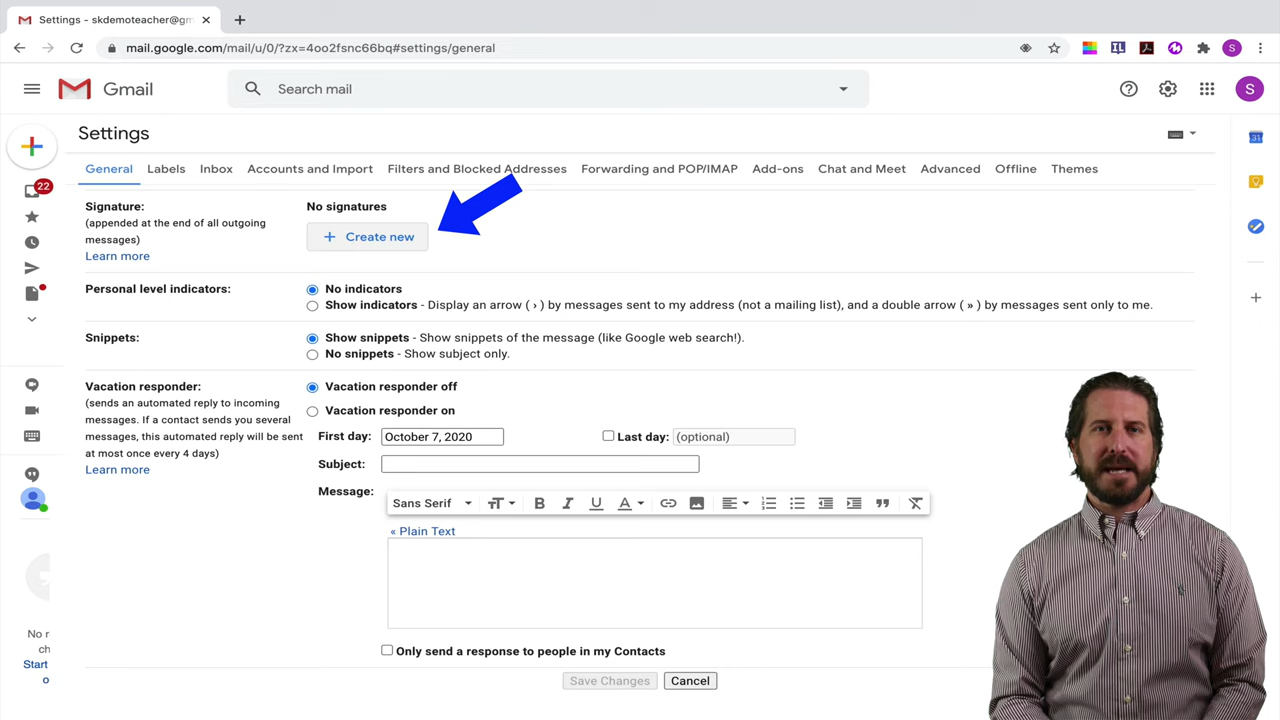 Settings - skdemoteacher@gm
mail.google.com/mail/u/0/?zx=4oo2fsnc66bq#settings/general
IL
S
Gmail
Search mail
S
Settings
31
General Labels Inbox Accounts and Import Filters and Blocked Addresses Forwarding and POP/IMAP Add-ons Chat and Meet Advanced Offline Themes
22
Signature:
(appended at the end of all outgoing
messages)
Learn more
No signatures
+ Create new
Personal level indicators:
No indicators
Show indicators - Display an arrow ( › ) by messages sent to my address (not a mailing list), and a double arrow ( » ) by messages sent only to me.
Snippets:
Show snippets - Show snippets of the message (like Google web search!).
No snippets - Show subject only.
Vacation responder:
(sends an automated reply to incoming
messages. If a contact sends you several
messages, this automated reply will be sent
at most once every 4 days)
Learn more
Vacation responder off
Vacation responder on
First day: October 7, 2020 Last day: (optional)
Subject:
Message:
Sans Serif
« Plain Text
Only send a response to people in my Contacts
Save Changes Cancel
No r
ch
Start
o